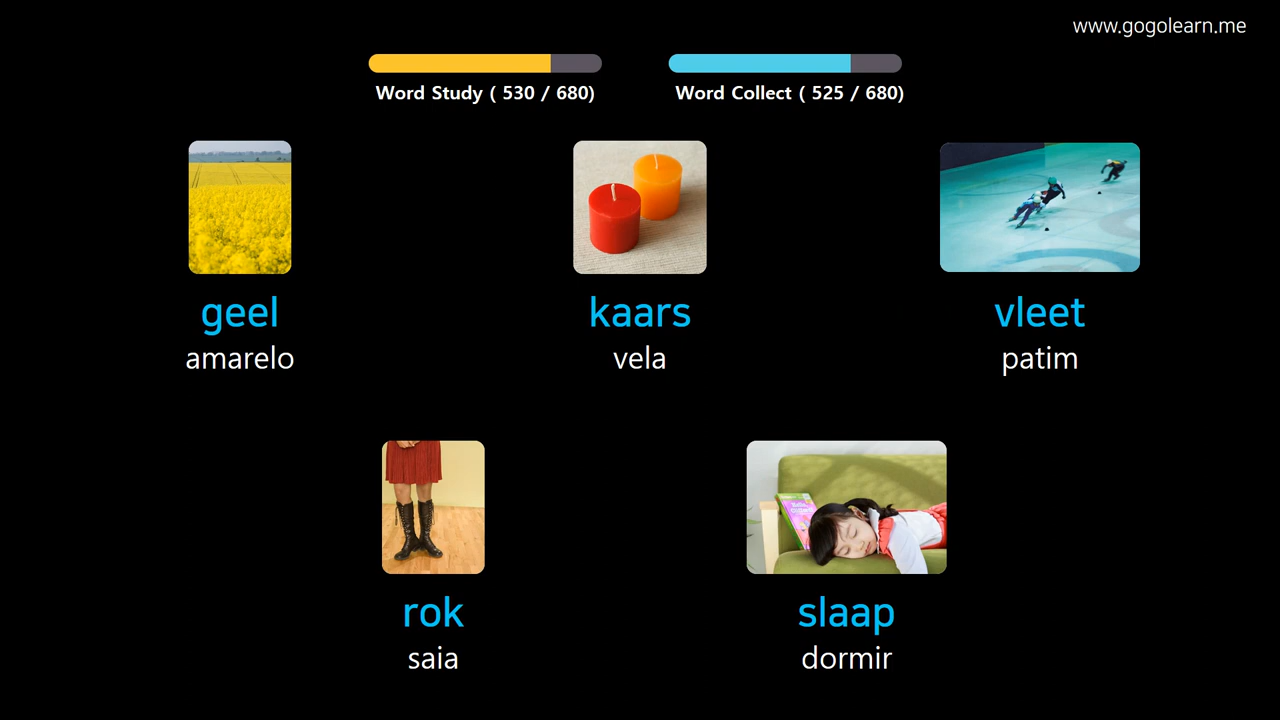 www.gogolearn.me
Word Study ( 530 / 680)
Word Collect ( 525 / 680)
geel
amarelo
kaars
vela
vleet
patim
rok
saia
slaap
dormir